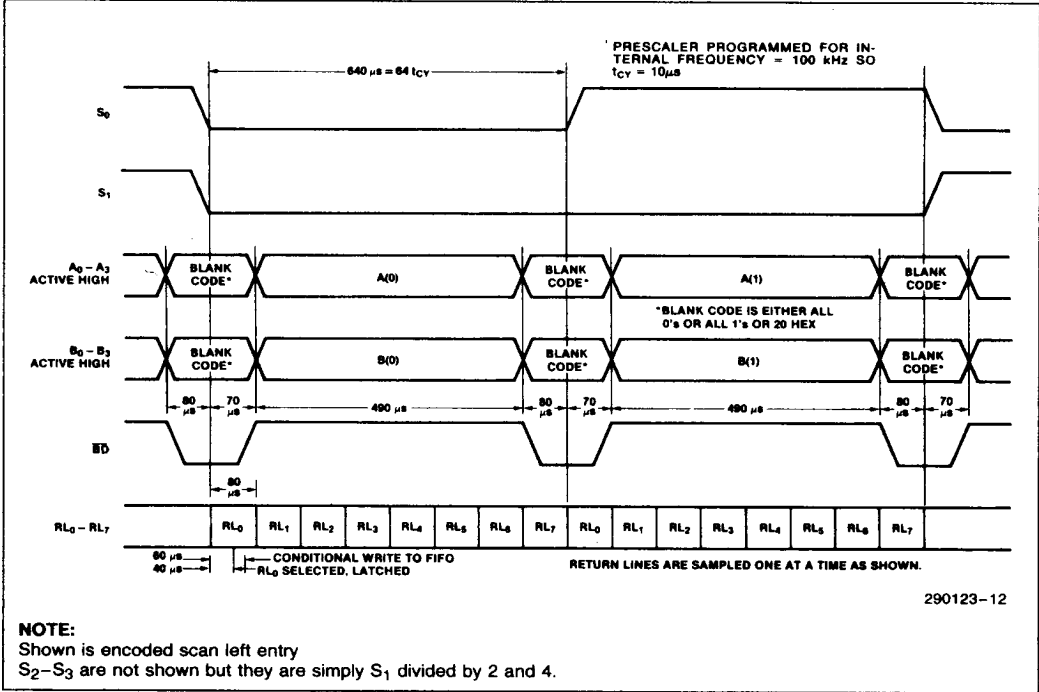 PRESCALER PROGRAMMED FOR IN-
TERNAL FREQUENCY = 100 kHz SO
tCY = 10µs
640 µs = 64 tCY
S0
S1
A0 – A3
ACTIVE HIGH
BLANK
CODE*
A(0)
BLANK
CODE*
A(1)
BLANK
CODE*
*BLANK CODE IS EITHER ALL
0's OR ALL 1's OR 20 HEX
B0 – B3
ACTIVE HIGH
BLANK
CODE*
B(0)
BLANK
CODE*
B(1)
BLANK
CODE*
80 µs
70 µs
490 µs
80 µs
70 µs
490 µs
80 µs
70 µs
BD
80 µs
RL0 – RL7
RL0 RL1 RL2 RL3 RL4 RL5 RL6 RL7 RL0 RL1 RL2 RL3 RL4 RL5 RL6 RL7
60 µs
CONDITIONAL WRITE TO FIFO
40 µs
RL0 SELECTED, LATCHED
RETURN LINES ARE SAMPLED ONE AT A TIME AS SHOWN.
290123–12
NOTE:
Shown is encoded scan left entry
S2–S3 are not shown but they are simply S1 divided by 2 and 4.